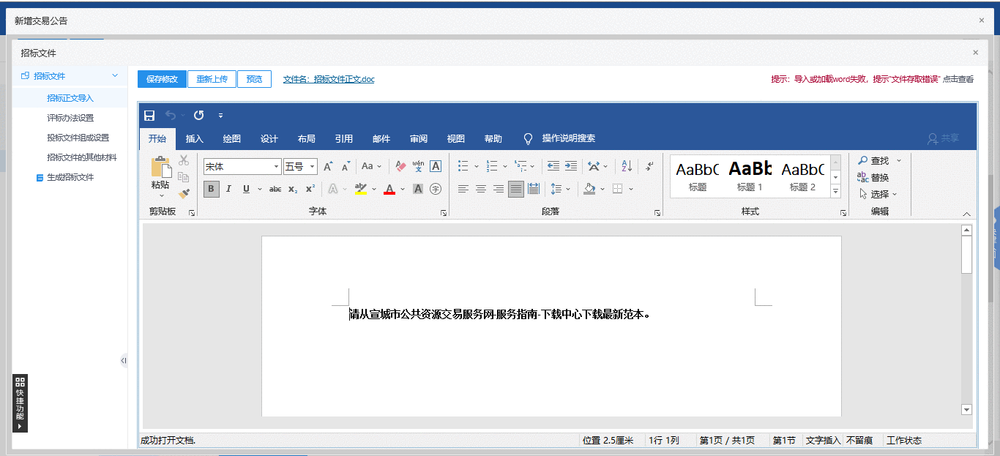 新增交易公告
×
招标文件
×
招标文件
招标正文导入
评标办法设置
投标文件组成设置
招标文件的其他材料
生成招标文件
快捷功能
保存修改 重新上传 预览 文件名：招标文件正文.doc
提示：导入或加载word失败，提示"文件存取错误" 点击查看
开始 插入 绘图 设计 布局 引用 邮件 审阅 视图 帮助 操作说明搜索 共享
粘贴
剪贴板
宋体 五号 A A Aa wén 文 A
B I U abc x₂ x² A aby A A 字
字体
段落
AaBbC AaBb AaBbC
标题 标题 1 标题 2
样式
查找
替换
选择
编辑
请从宣城市公共资源交易服务网-服务指南-下载中心下载最新范本。
成功打开文档. 位置 2.5厘米 1行 1列 第1页 / 共1页 第1节 文字插入 不留痕 工作状态